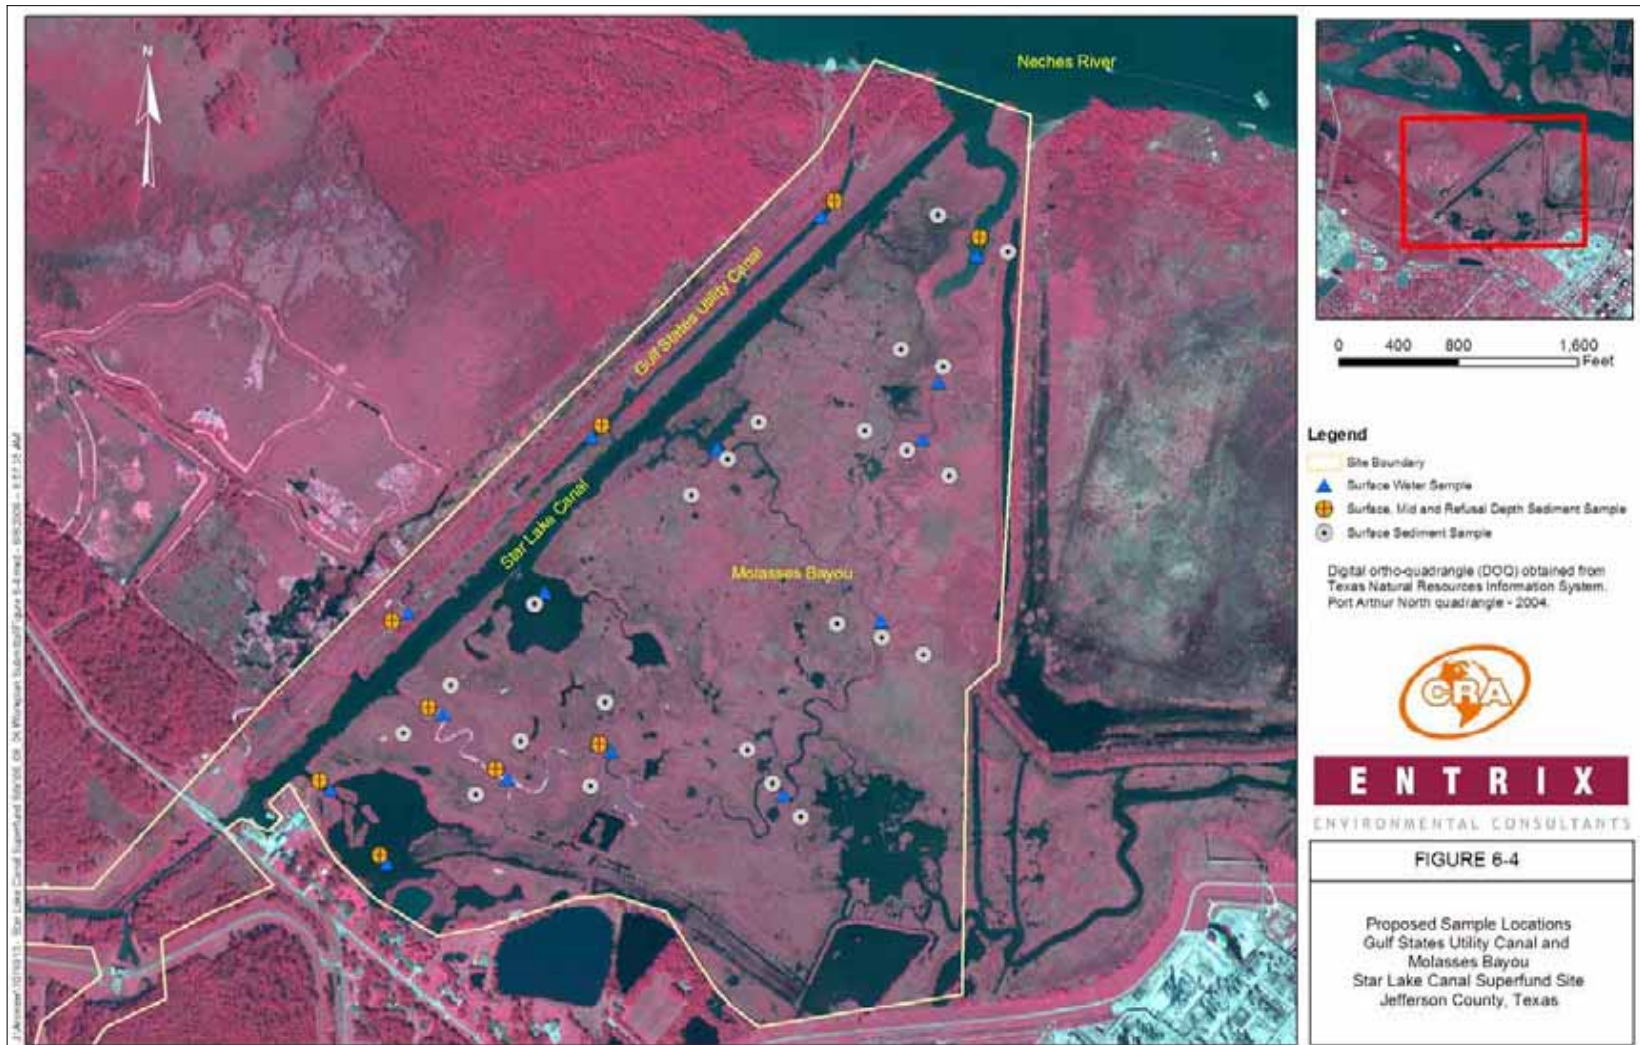 N
Neches River
Gulf States Utility Canal
Star Lake Canal
Molasses Bayou
0 400 800 1,600
Feet
Legend
Site Boundary
Surface Water Sample
Surface, Mid and Refusal Depth Sediment Sample
Surface Sediment Sample
Digital ortho-quadrangle (DOQ) obtained from
Texas Natural Resources Information System.
Port Arthur North quadrangle - 2004.
CRA
ENTRIX
ENVIRONMENTAL CONSULTANTS
FIGURE 6-4
Proposed Sample Locations
Gulf States Utility Canal and
Molasses Bayou
Star Lake Canal Superfund Site
Jefferson County, Texas